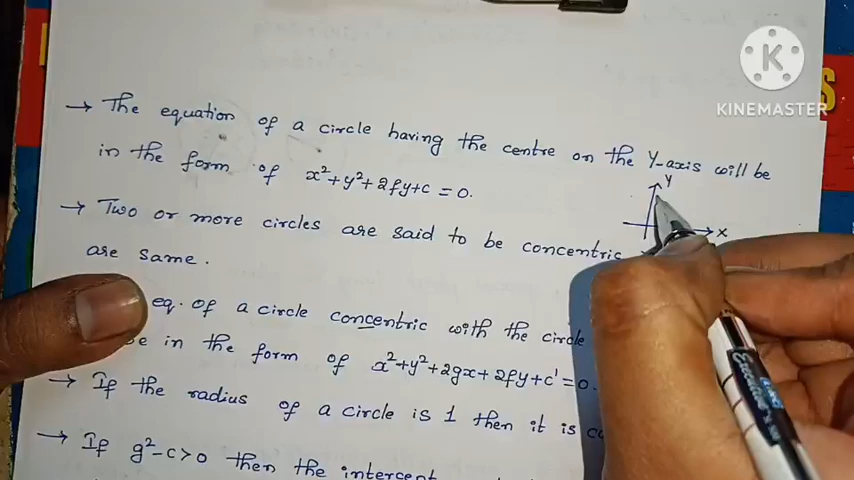 → The equation of a circle having the centre on the Y-axis will be
in the form of x²+y²+2fy+c = 0.
Y
X
→ Two or more circles are said to be concentric
are same.
eq. of a circle concentric with the circle
in the form of x²+y²+2gx+2fy+c' = 0.
→ If the radius of a circle is 1 then it is
→ If g²-c>0 then the intercept
K
KINEMASTER